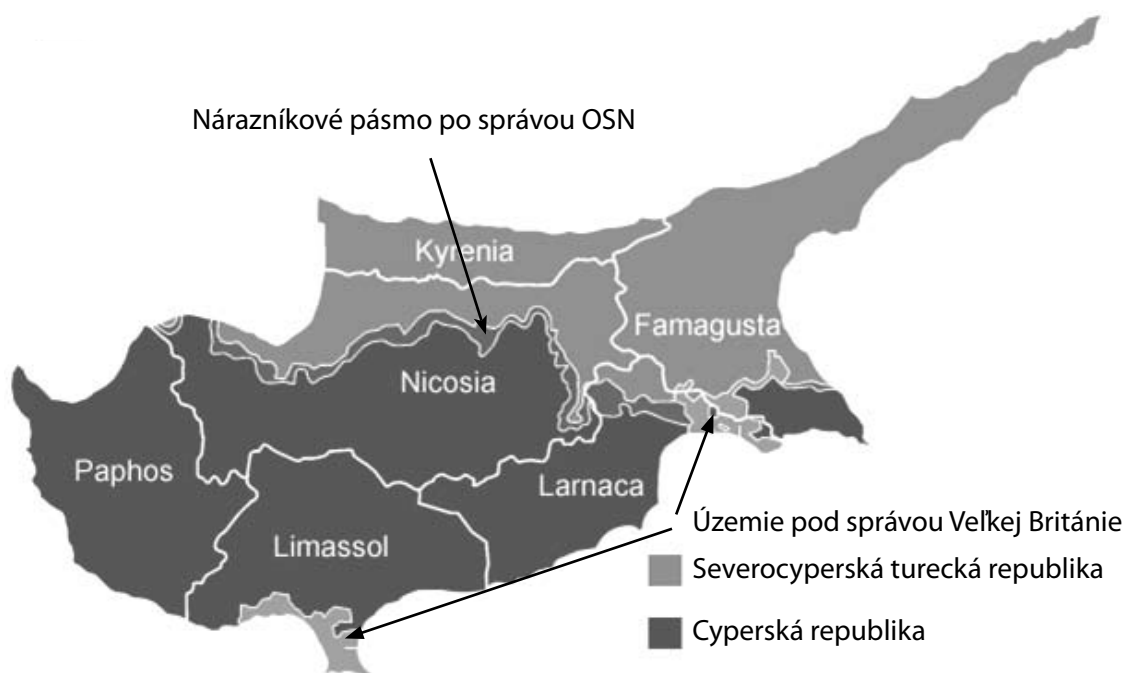 Nárazníkové pásmo po správou OSN
Kyrenia
Famagusta
Nicosia
Paphos
Larnaca
Limassol
Územie pod správou Veľkej Británie
Severocyperská turecká republika
Cyperská republika